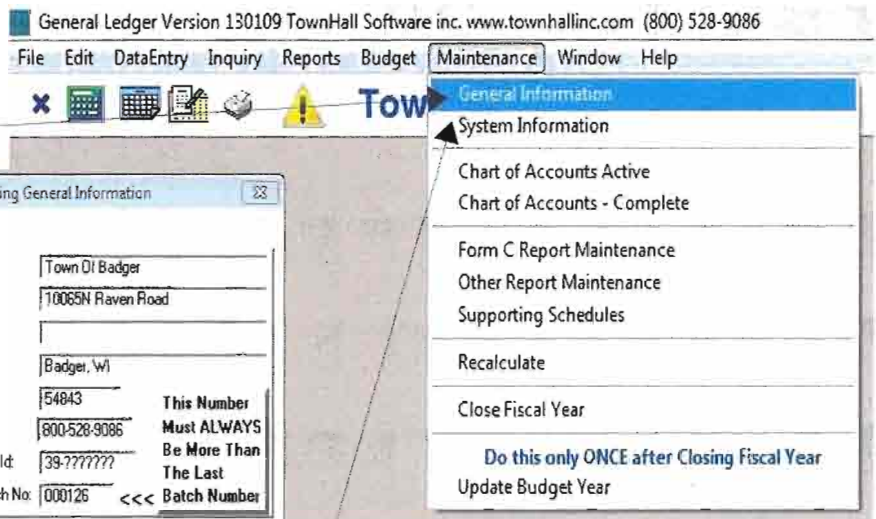 General Ledger Version 130109 TownHall Software inc. www.townhallinc.com (800) 528-9086
File Edit DataEntry Inquiry Reports Budget Maintenance Window Help
Tow
General Information
System Information
Chart of Accounts Active
Chart of Accounts - Complete
Form C Report Maintenance
Other Report Maintenance
Supporting Schedules
Recalculate
Close Fiscal Year
Do this only ONCE after Closing Fiscal Year
Update Budget Year
General Information
Town Of Badger
10065N Raven Road
Badger, WI
54843
800-528-9086
39-???????
000126 <<<
This Number
Must ALWAYS
Be More Than
The Last
Batch Number
No: